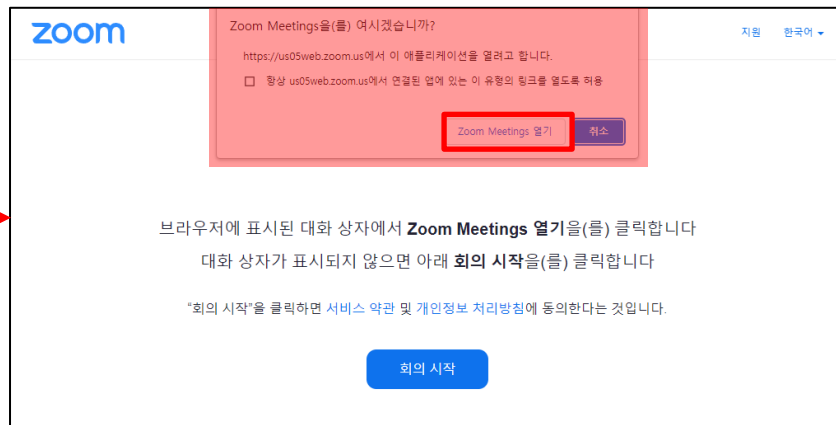 zoom
지원 한국어
Zoom Meetings을(를) 여시겠습니까?
https://us05web.zoom.us에서 이 애플리케이션을 열려고 합니다.
항상 us05web.zoom.us에서 연결된 앱에 있는 이 유형의 링크를 열도록 허용
Zoom Meetings 열기 취소
브라우저에 표시된 대화 상자에서 Zoom Meetings 열기을(를) 클릭합니다
대화 상자가 표시되지 않으면 아래 회의 시작을(를) 클릭합니다
“회의 시작”을 클릭하면 서비스 약관 및 개인정보 처리방침에 동의한다는 것입니다.
회의 시작